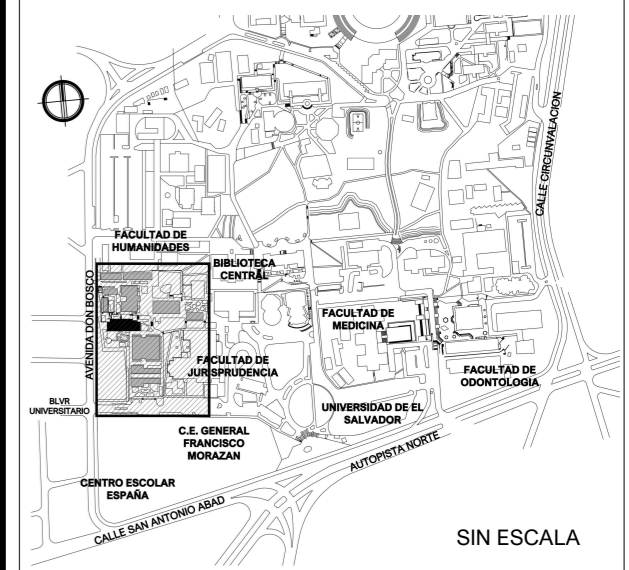 CALLE CIRCUNVALACION
FACULTAD DE
HUMANIDADES
BIBLIOTECA
CENTRAL
AVENIDA DON BOSCO
FACULTAD DE
MEDICINA
FACULTAD DE
JURISPRUDENCIA
FACULTAD DE
ODONTOLOGIA
BLVR
UNIVERSITARIO
UNIVERSIDAD DE EL
SALVADOR
C.E. GENERAL
FRANCISCO
MORAZAN
AUTOPISTA NORTE
CENTRO ESCOLAR
ESPAÑA
CALLE SAN ANTONIO ABAD
SIN ESCALA